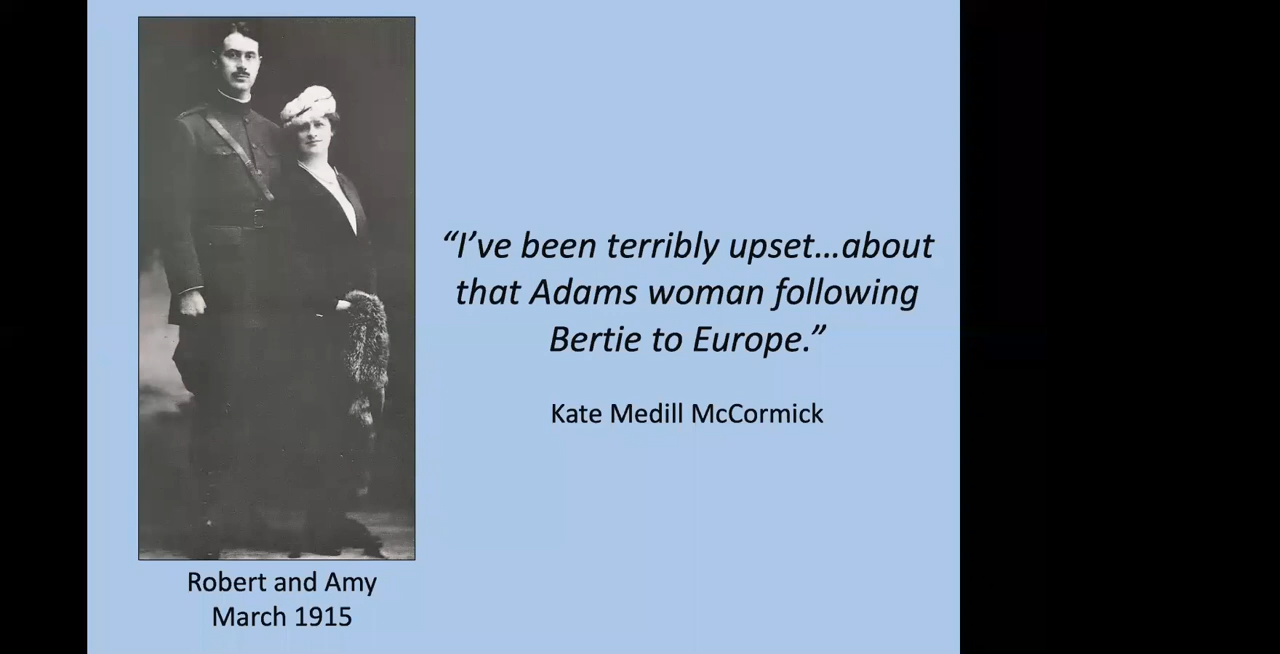 “I’ve been terribly upset…about
that Adams woman following
Bertie to Europe.”
Kate Medill McCormick
Robert and Amy
March 1915